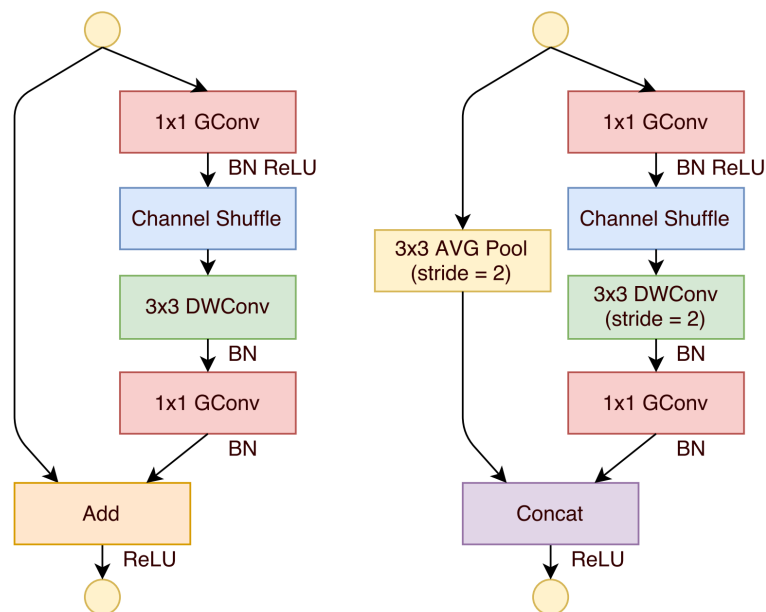 1x1 GConv
BN ReLU
Channel Shuffle
3x3 DWConv
BN
1x1 GConv
BN
Add
ReLU
1x1 GConv
BN ReLU
Channel Shuffle
3x3 AVG Pool
(stride = 2)
3x3 DWConv
(stride = 2)
BN
1x1 GConv
BN
Concat
ReLU